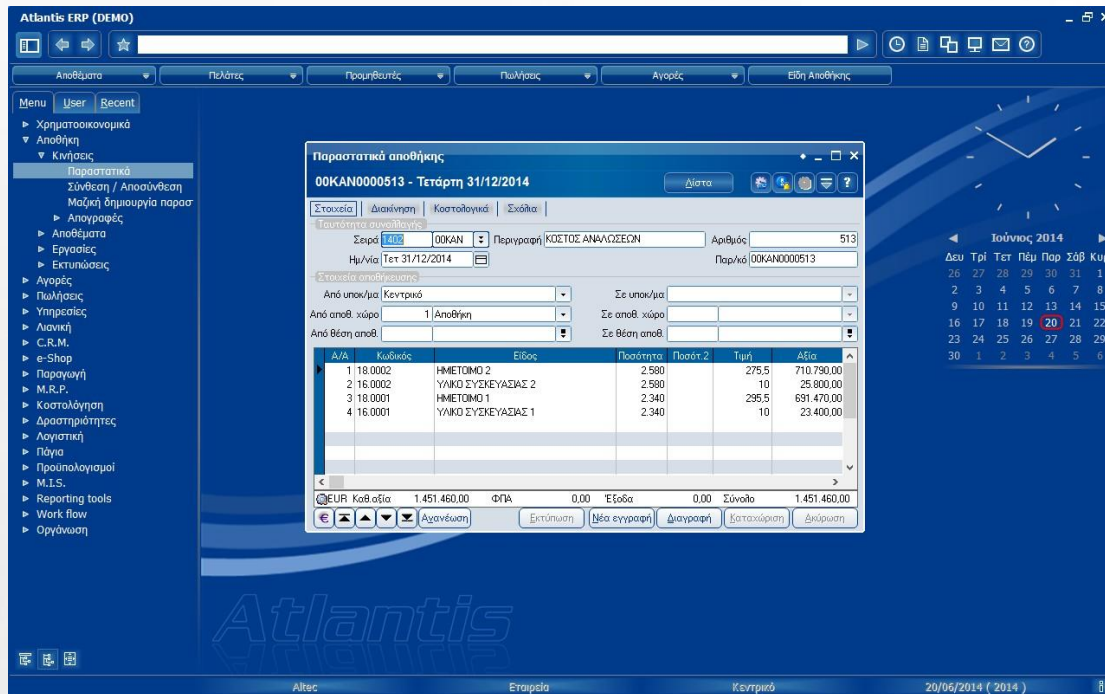 Atlantis ERP (DEMO)
Αποθέματα Πελάτες Προμηθευτές Πωλήσεις Αγορές Είδη Αποθήκης
Menu User Recent
Χρηματοοικονομικά
Αποθήκη
Κινήσεις
Παραστατικά
Σύνθεση / Αποσύνθεση
Μαζική δημιουργία παρασ
Απογραφές
Αποθέματα
Εργασίες
Εκτυπώσεις
Αγορές
Πωλήσεις
Υπηρεσίες
Λιανική
C.R.M.
e-Shop
Παραγωγή
M.R.P.
Κοστολόγηση
Δραστηριότητες
Λογιστική
Πάγια
Προϋπολογισμοί
M.I.S.
Reporting tools
Work flow
Οργάνωση
Παραστατικά αποθήκης
00ΚΑΝ0000513 - Τετάρτη 31/12/2014 Λίστα
Στοιχεία Διακίνηση Κοστολογικά Σχόλια
Ταυτότητα συναλλαγής
Σειρά 1402 00ΚΑΝ Περιγραφή ΚΟΣΤΟΣ ΑΝΑΛΩΣΕΩΝ Αριθμός 513
Ημ/νία Τετ 31/12/2014 Παρ/κό 00ΚΑΝ0000513
Στοιχεία αποθήκευσης
Από υποκ/μα Κεντρικό Σε υποκ/μα
Από αποθ. χώρο 1 Αποθήκη Σε αποθ. χώρο
Από θέση αποθ. Σε θέση αποθ.
Α/Α Κωδικός Είδος Ποσότητα Ποσότ.2 Τιμή Αξία
1 18.0002 ΗΜΙΕΤΟΙΜΟ 2 2.580 275,5 710.790,00
2 16.0002 ΥΛΙΚΟ ΣΥΣΚΕΥΑΣΙΑΣ 2 2.580 10 25.800,00
3 18.0001 ΗΜΙΕΤΟΙΜΟ 1 2.340 295,5 691.470,00
4 16.0001 ΥΛΙΚΟ ΣΥΣΚΕΥΑΣΙΑΣ 1 2.340 10 23.400,00
EUR Καθ.αξία 1.451.460,00 ΦΠΑ 0,00 Έξοδα 0,00 Σύνολο 1.451.460,00
Ανανέωση Εκτύπωση Νέα εγγραφή Διαγραφή Καταχώριση Ακύρωση
Ιούνιος 2014
Δευ Τρί Τετ Πέμ Παρ Σάβ Κυρ
26 27 28 29 30 31 1
2 3 4 5 6 7 8
9 10 11 12 13 14 15
16 17 18 19 20 21 22
23 24 25 26 27 28 29
30 1 2 3 4 5 6
Atlantis
Altec Εταιρεία Κεντρικό 20/06/2014 ( 2014 )